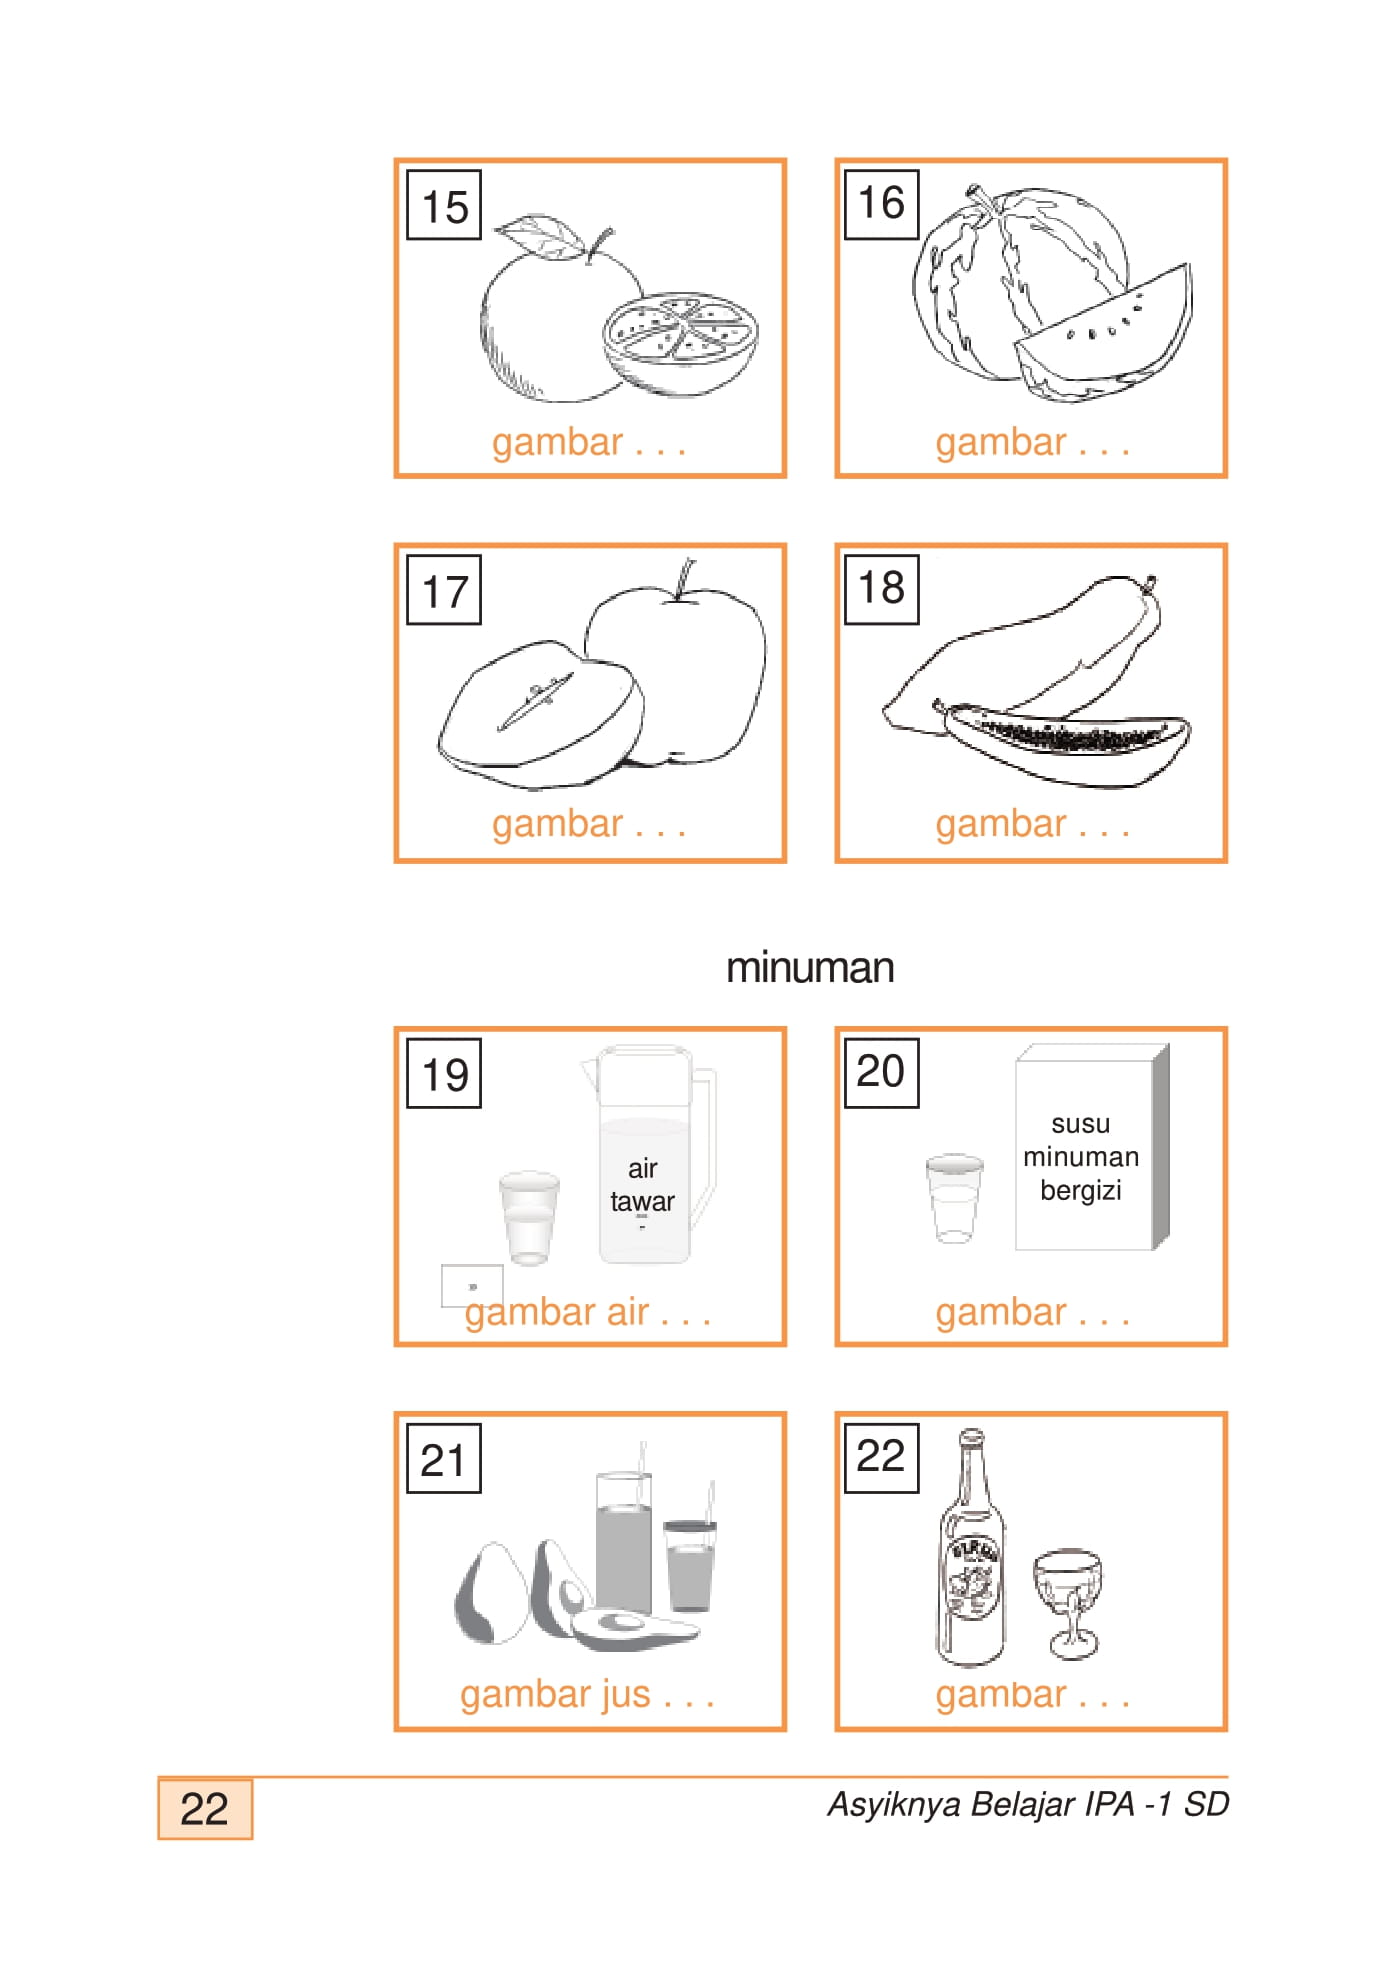 15
16
gambar . . .
gambar . . .
17
18
gambar . . .
gambar . . .
minuman
19
air
tawar
gambar air . . .
20
susu
minuman
bergizi
gambar . . .
21
gambar jus . . .
22
gambar . . .
22
Asyiknya Belajar IPA -1 SD